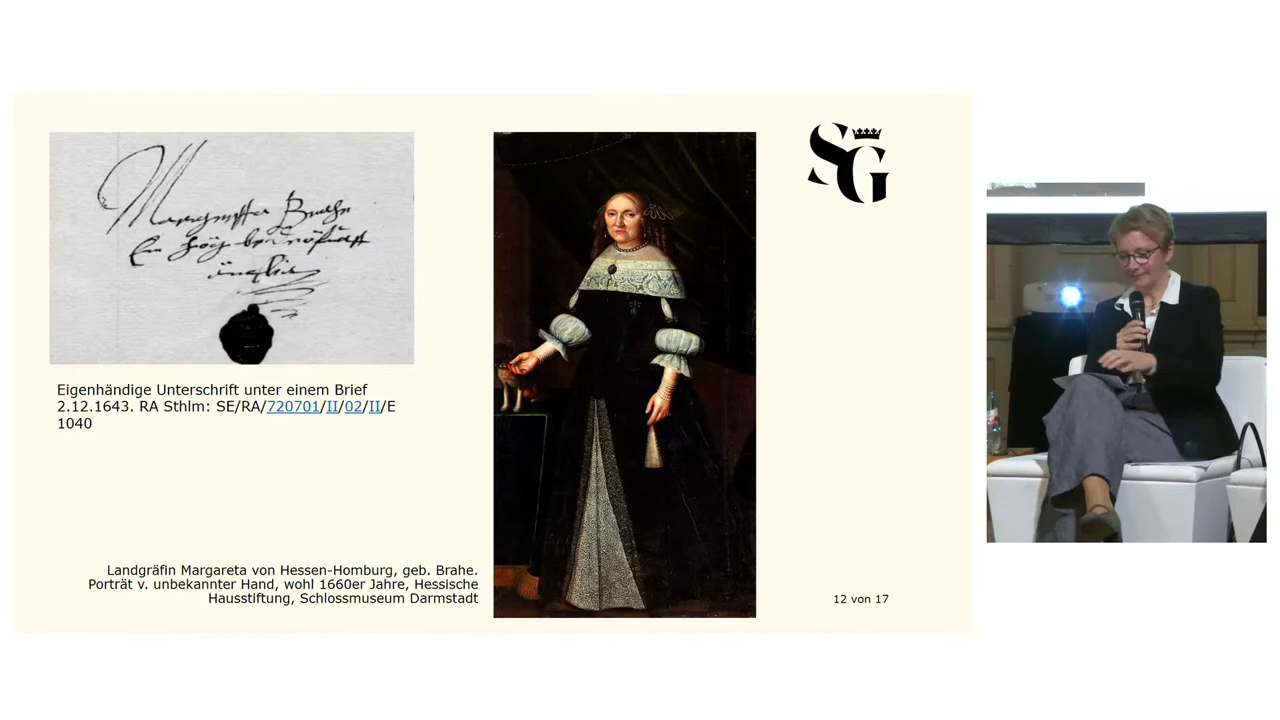 Margretta Brahe
SG
Eigenhändige Unterschrift unter einem Brief
2.12.1643. RA Sthlm: SE/RA/720701/II/02/II/E
1040
Landgräfin Margareta von Hessen-Homburg, geb. Brahe.
Porträt v. unbekannter Hand, wohl 1660er Jahre, Hessische
Hausstiftung, Schlossmuseum Darmstadt
12 von 17